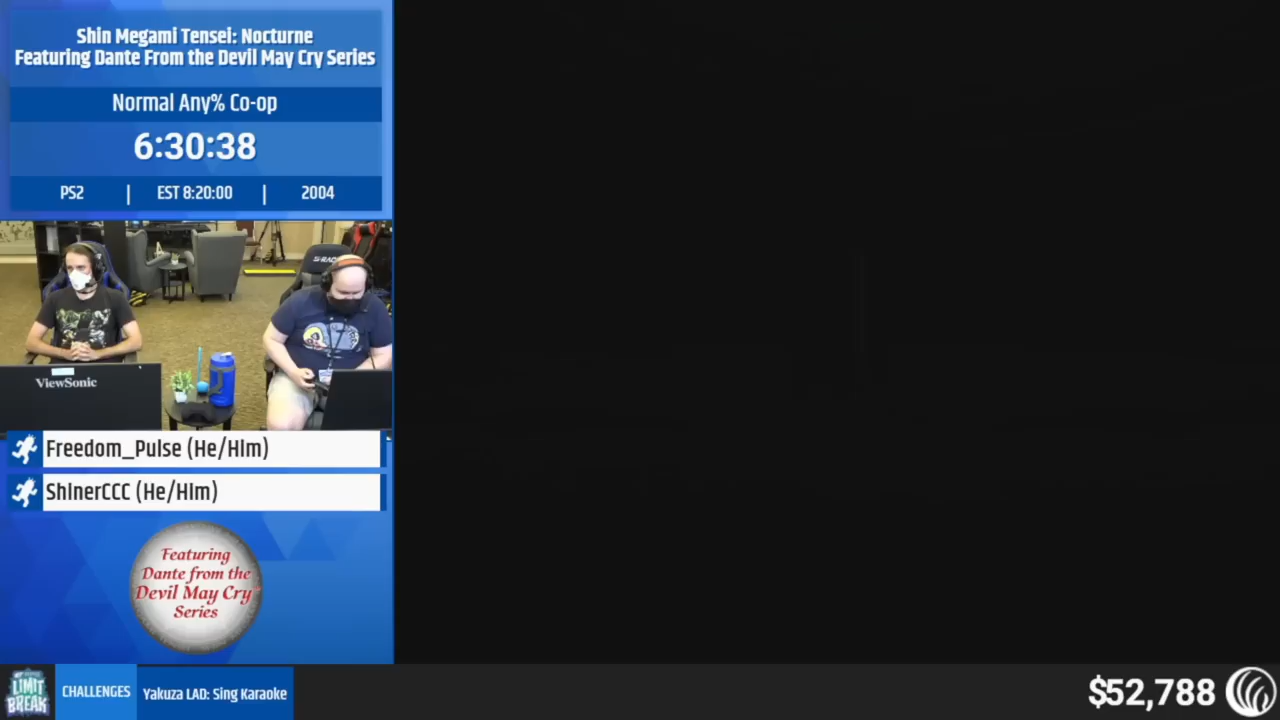 Shin Megami Tensei: Nocturne
Featuring Dante From the Devil May Cry Series
Normal Any% Co-op
6:30:38
PS2 | EST 8:20:00 | 2004
ViewSonic
Freedom_Pulse (He/Him)
ShinerCCC (He/Him)
Featuring
Dante from the
Devil May Cry
Series
LIMIT
BREAK
CHALLENGES
Yakuza LAD: Sing Karaoke
$52,788